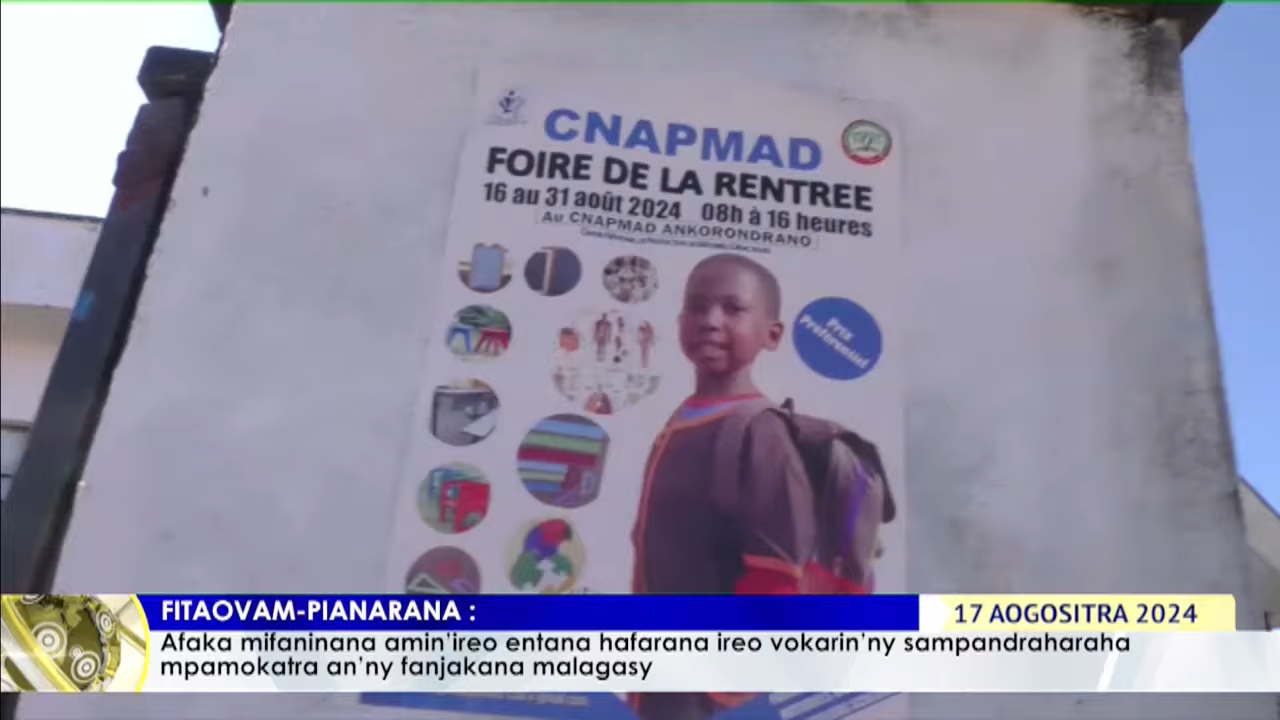 CNAPMAD
FOIRE DE LA RENTREE
16 au 31 août 2024 08h à 16 heures
Au CNAPMAD ANKORONDRANO
Prix
Préférentiel
FITAOVAM-PIANARANA :
17 AOGOSITRA 2024
Afaka mifaninana amin'ireo entana hafarana ireo vokarin'ny sampandraharaha
mpamokatra an'ny fanjakana malagasy